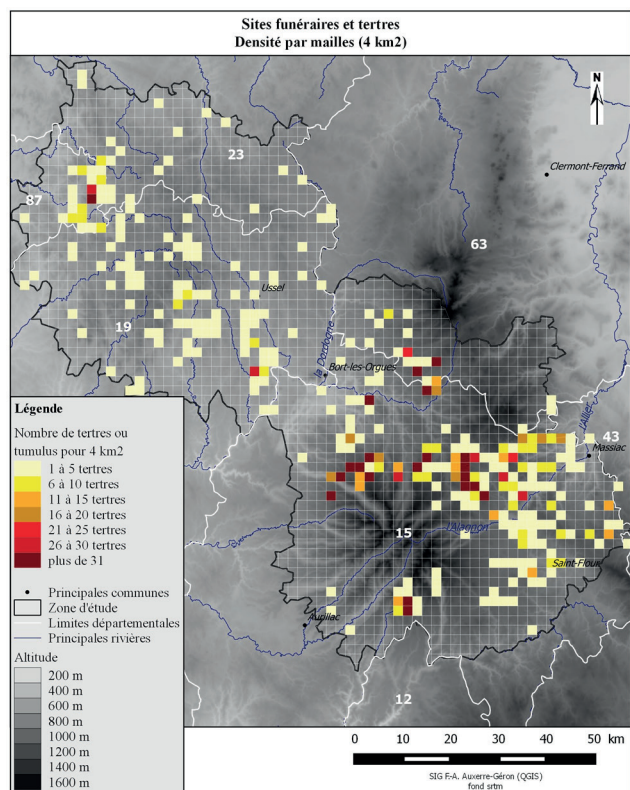 Sites funéraires et tertres
Densité par mailles (4 km2)
N
23
Clermont-Ferrand
87
63
Ussel
19
la Dordogne
Bort-les-Orgues
l'Allier
43
Massiac
15
l'Alagnon
Saint-Flour
Aurillac
12
Légende
Nombre de tertres ou
tumulus pour 4 km2
1 à 5 tertres
6 à 10 tertres
11 à 15 tertres
16 à 20 tertres
21 à 25 tertres
26 à 30 tertres
plus de 31
Principales communes
Zone d'étude
Limites départementales
Principales rivières
Altitude
200 m
400 m
600 m
800 m
1000 m
1200 m
1400 m
1600 m
0 10 20 30 40 50 km
SIG F.-A. Auxerre-Géron (QGIS)
fond srtm